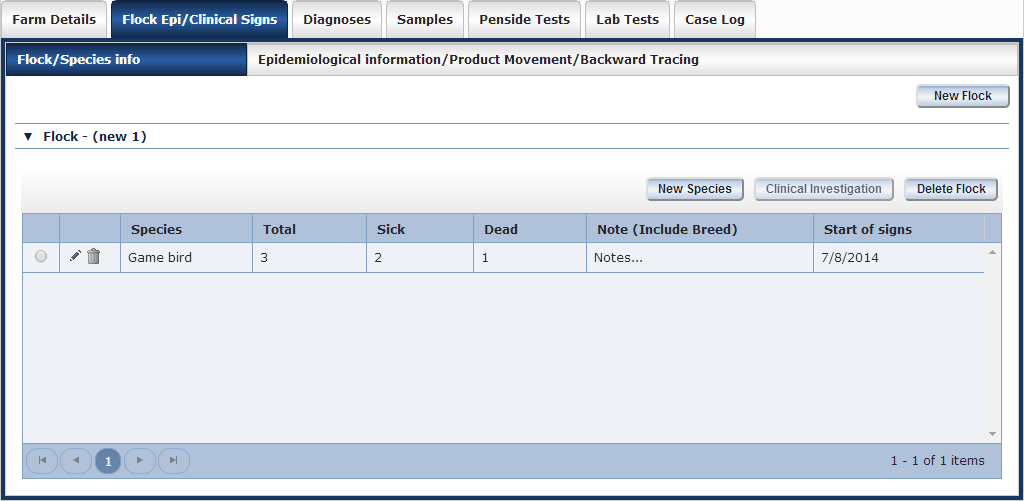 Farm Details Flock Epi/Clinical Signs Diagnoses Samples Penside Tests Lab Tests Case Log
Flock/Species info Epidemiological information/Product Movement/Backward Tracing
New Flock
▼ Flock - (new 1)
New Species Clinical Investigation Delete Flock
Species Total Sick Dead Note (Include Breed) Start of signs
Game bird 3 2 1 Notes... 7/8/2014
1 1 - 1 of 1 items